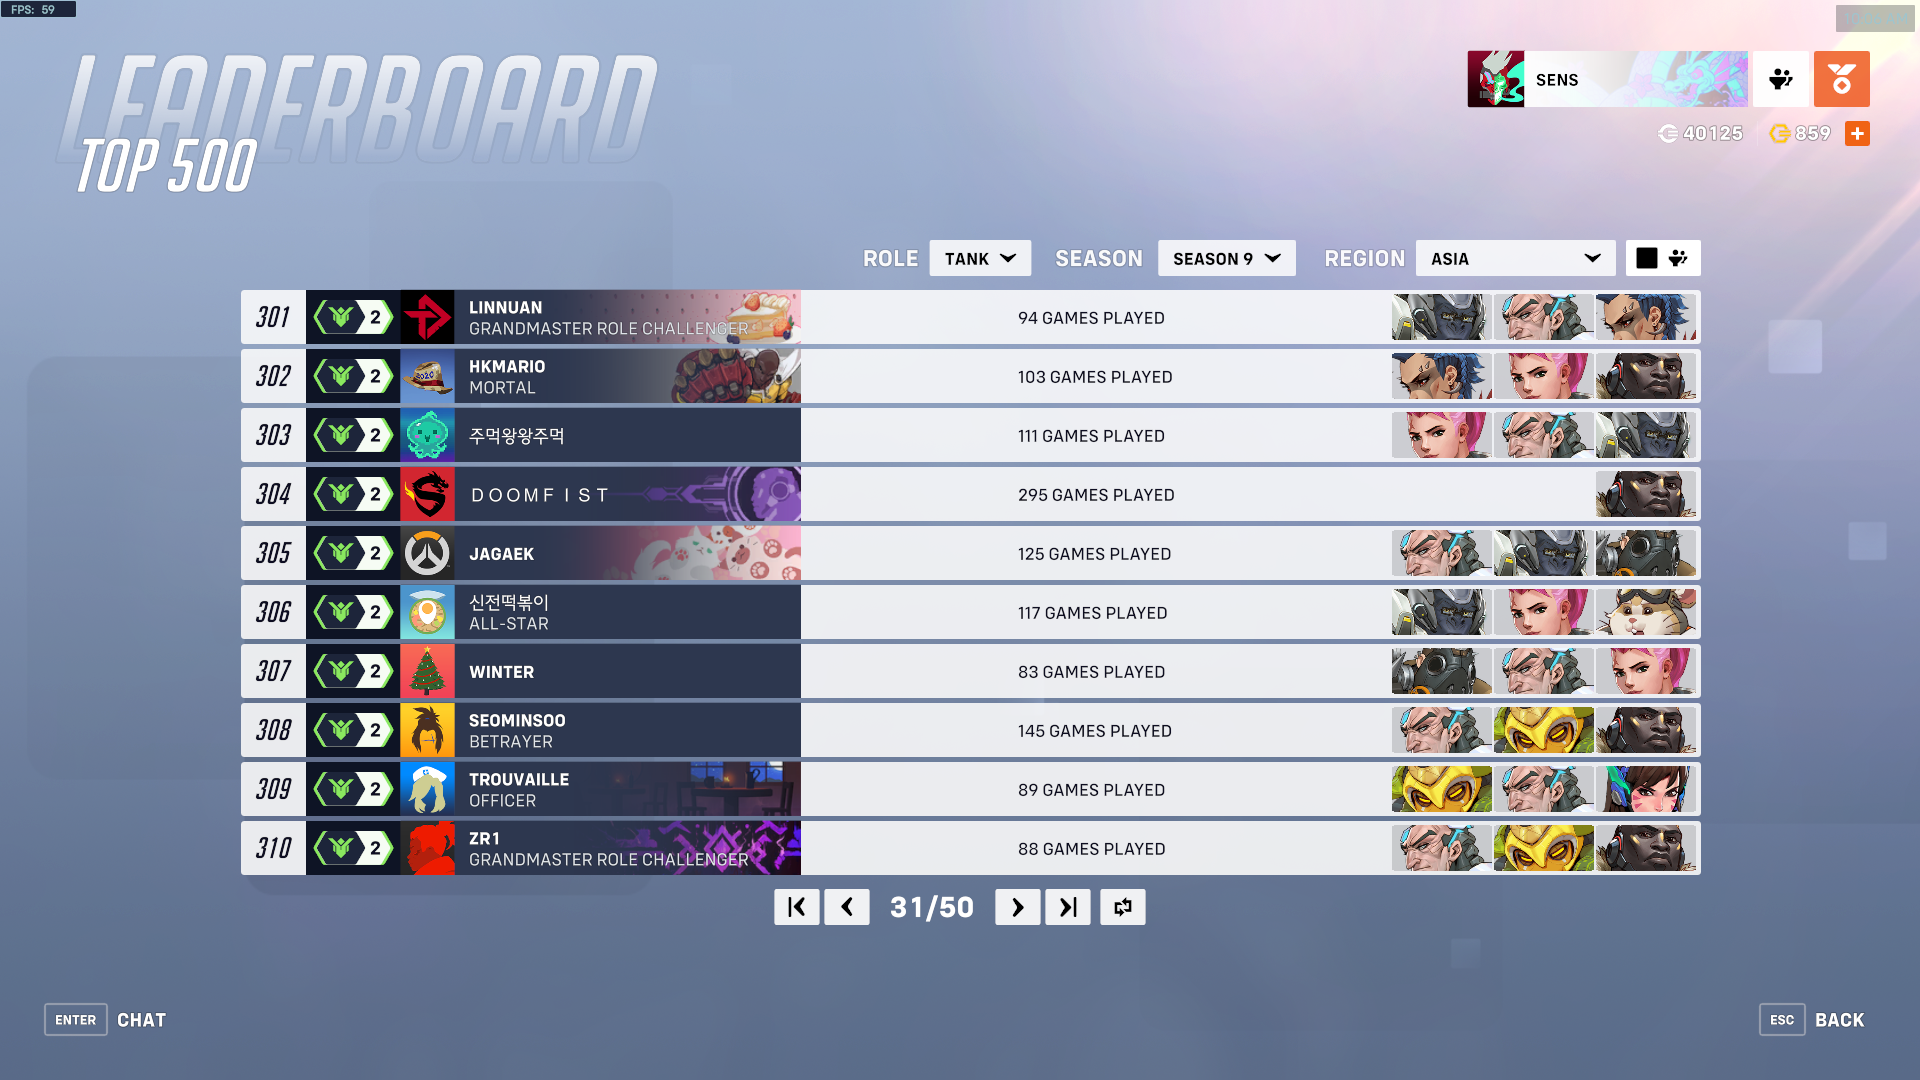 FPS: 59
LEADERBOARD
TOP 500
SENS
40125
859
ROLE TANK SEASON SEASON 9 REGION ASIA
301 2 LINNUAN 94 GAMES PLAYED
GRANDMASTER ROLE CHALLENGER
302 2 HKMARIO 103 GAMES PLAYED
MORTAL
303 2 주먹왕왕주먹 111 GAMES PLAYED
304 2 DOOMFIST 295 GAMES PLAYED
305 2 JAGAEK 125 GAMES PLAYED
306 2 신전떡볶이 117 GAMES PLAYED
ALL-STAR
307 2 WINTER 83 GAMES PLAYED
308 2 SEOMINSOO 145 GAMES PLAYED
BETRAYER
309 2 TROUVAILLE 89 GAMES PLAYED
OFFICER
310 2 ZR1 88 GAMES PLAYED
GRANDMASTER ROLE CHALLENGER
31/50
ENTER CHAT
ESC BACK